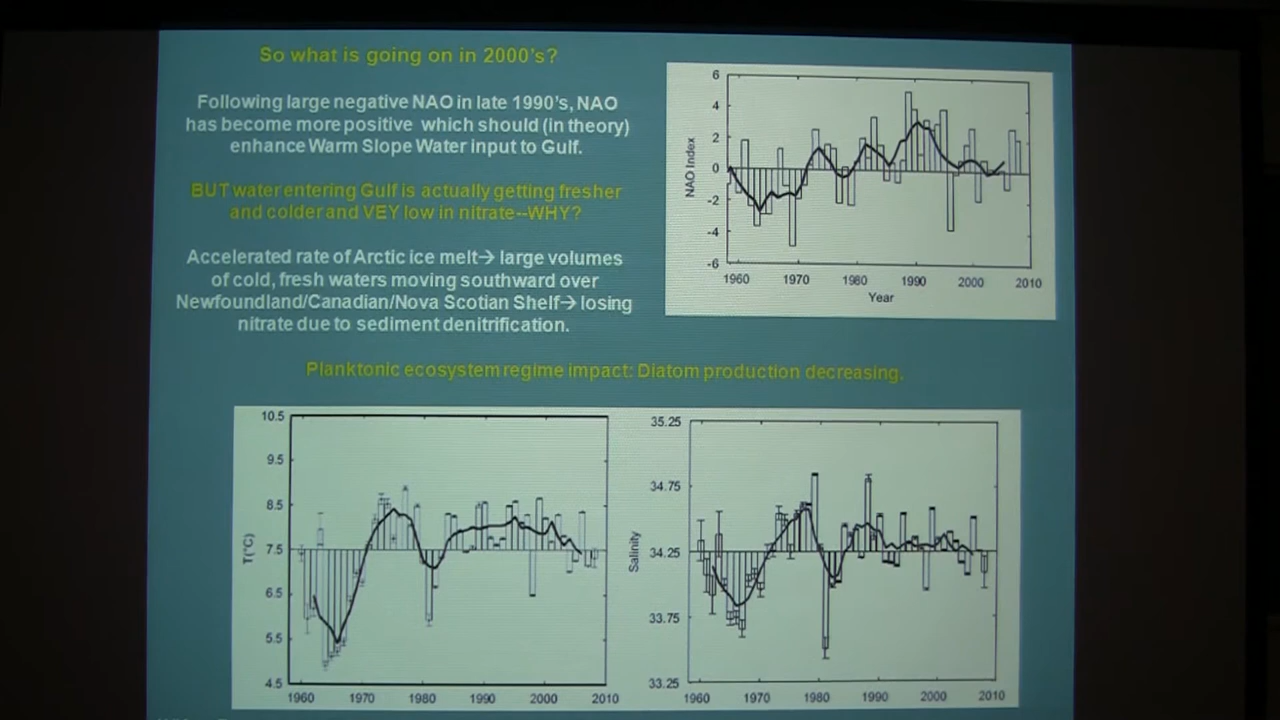 So what is going on in 2000's?
Following large negative NAO in late 1990's, NAO
has become more positive which should (in theory)
enhance Warm Slope Water input to Gulf.
BUT water entering Gulf is actually getting fresher
and colder and VEY low in nitrate--WHY?
Accelerated rate of Arctic ice melt→ large volumes
of cold, fresh waters moving southward over
Newfoundland/Canadian/Nova Scotian Shelf→ losing
nitrate due to sediment denitrification.
6
4
2
0
-2
-4
-6
NAO Index
1960 1970 1980 1990 2000 2010
Year
Planktonic ecosystem regime impact: Diatom production decreasing.
10.5
9.5
8.5
7.5
6.5
5.5
4.5
T(°C)
1960 1970 1980 1990 2000 2010
35.25
34.75
34.25
33.75
33.25
Salinity
1960 1970 1980 1990 2000 2010